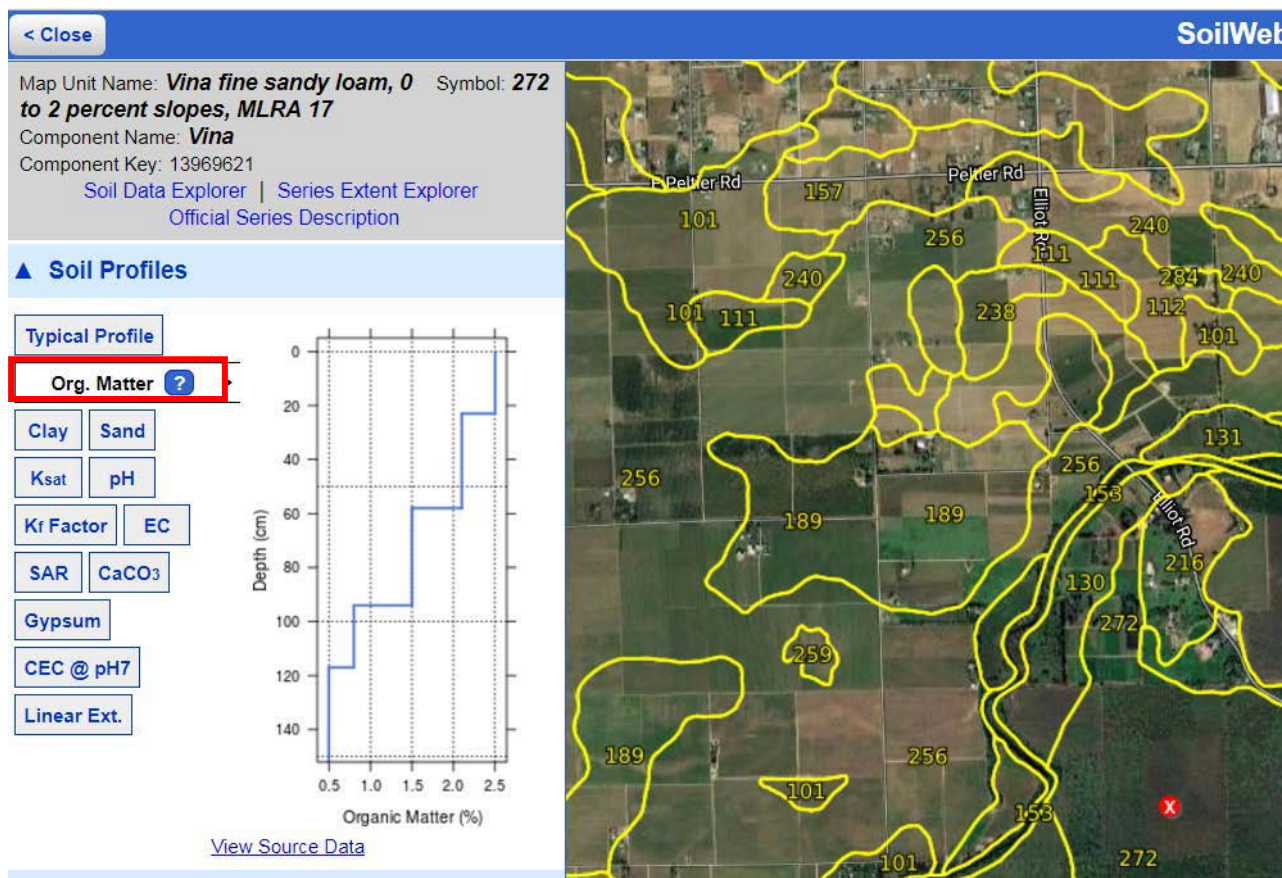 < Close
SoilWeb
Map Unit Name: Vina fine sandy loam, 0 Symbol: 272
to 2 percent slopes, MLRA 17
Component Name: Vina
Component Key: 13969621
Soil Data Explorer | Series Extent Explorer
Official Series Description
▲ Soil Profiles
Typical Profile
Org. Matter ?
Clay Sand
Ksat pH
Kf Factor EC
SAR CaCO3
Gypsum
CEC @ pH7
Linear Ext.
0
20
40
60
80
100
120
140
Depth (cm)
0.5 1.0 1.5 2.0 2.5
Organic Matter (%)
View Source Data
E Peltier Rd
Peltier Rd
Elliot Rd
157
101
256
240
111
240
111
284
240
101
111
238
112
101
131
256
256
153
Elliot Rd
189
189
216
130
272
259
189
256
101
X
153
101
272